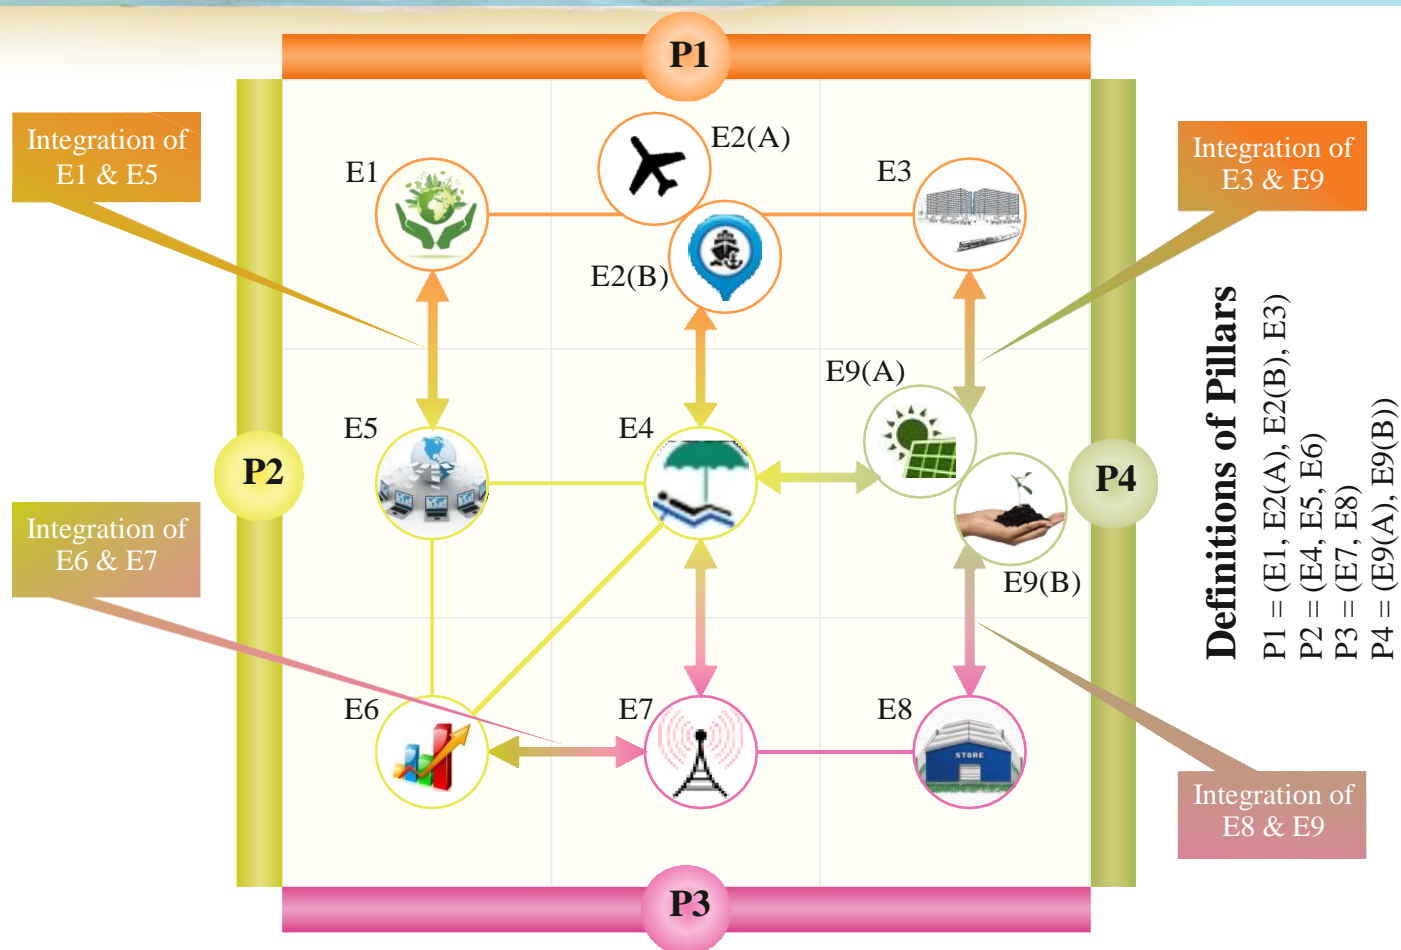 P1
Integration of
E1 & E5
E2(A)
Integration of
E3 & E9
E1
E3
E2(B)
E9(A)
E5
E4
P2
P4
Integration of
E6 & E7
E9(B)
E6
E7
E8
STORE
Integration of
E8 & E9
P3
Definitions of Pillars
P1 = (E1, E2(A), E2(B), E3)
P2 = (E4, E5, E6)
P3 = (E7, E8)
P4 = (E9(A), E9(B))